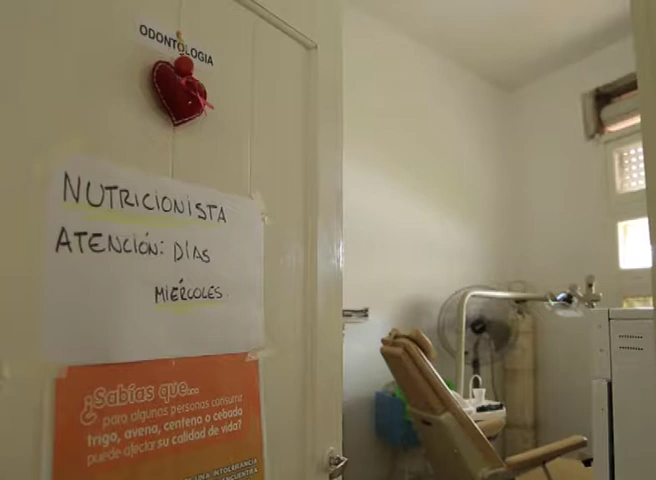 ODONTOLOGIA
NUTRICIONISTA
ATENCIÓN: DÍAS
MIÉRCOLES.
¿Sabías que...
para algunas personas consumir
trigo, avena, centeno o cebada
puede afectar su calidad de vida?
INTOLERANCIA